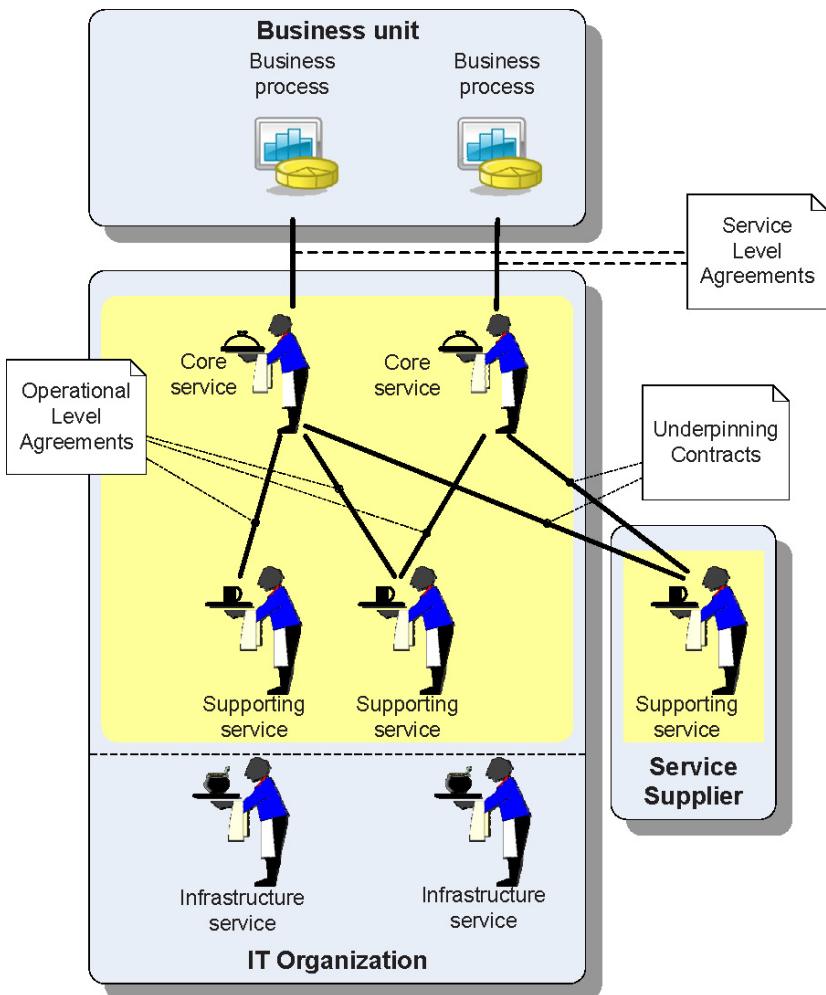 Business unit
Business
process
Business
process
Service
Level
Agreements
Core
service
Core
service
Operational
Level
Agreements
Underpinning
Contracts
Supporting
service
Supporting
service
Supporting
service
Service
Supplier
Infrastructure
service
Infrastructure
service
IT Organization